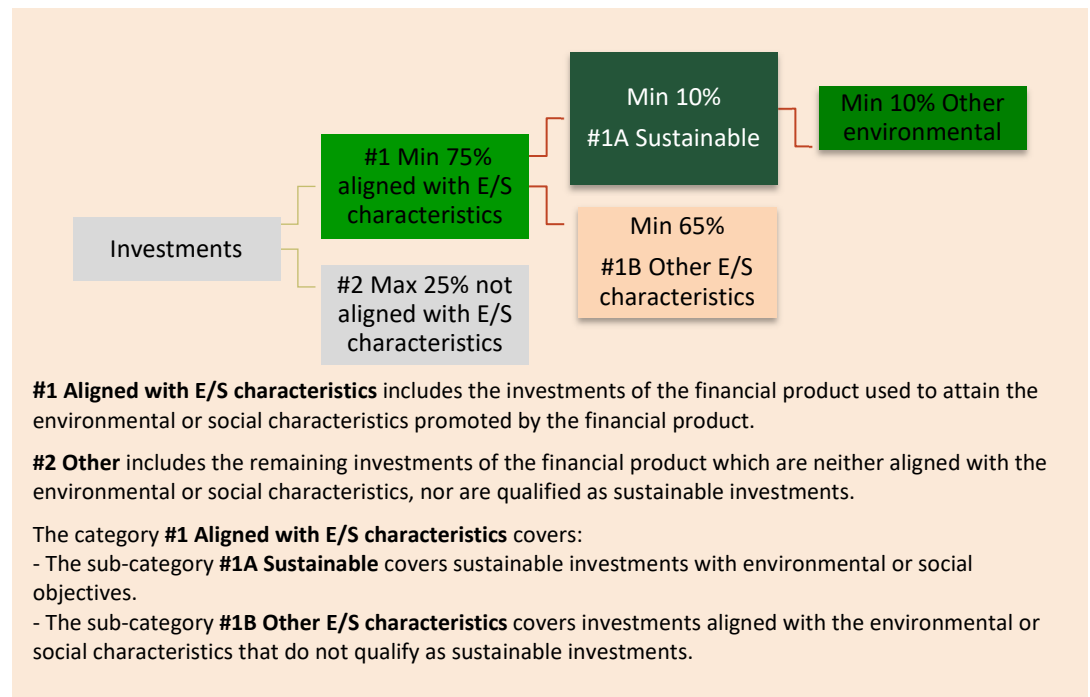 Investments
#1 Min 75%
aligned with E/S
characteristics
#2 Max 25% not
aligned with E/S
characteristics
Min 10%
#1A Sustainable
Min 65%
#1B Other E/S
characteristics
Min 10% Other
environmental
#1 Aligned with E/S characteristics includes the investments of the financial product used to attain the
environmental or social characteristics promoted by the financial product.
#2 Other includes the remaining investments of the financial product which are neither aligned with the
environmental or social characteristics, nor are qualified as sustainable investments.
The category #1 Aligned with E/S characteristics covers:
- The sub-category #1A Sustainable covers sustainable investments with environmental or social
objectives.
- The sub-category #1B Other E/S characteristics covers investments aligned with the environmental or
social characteristics that do not qualify as sustainable investments.